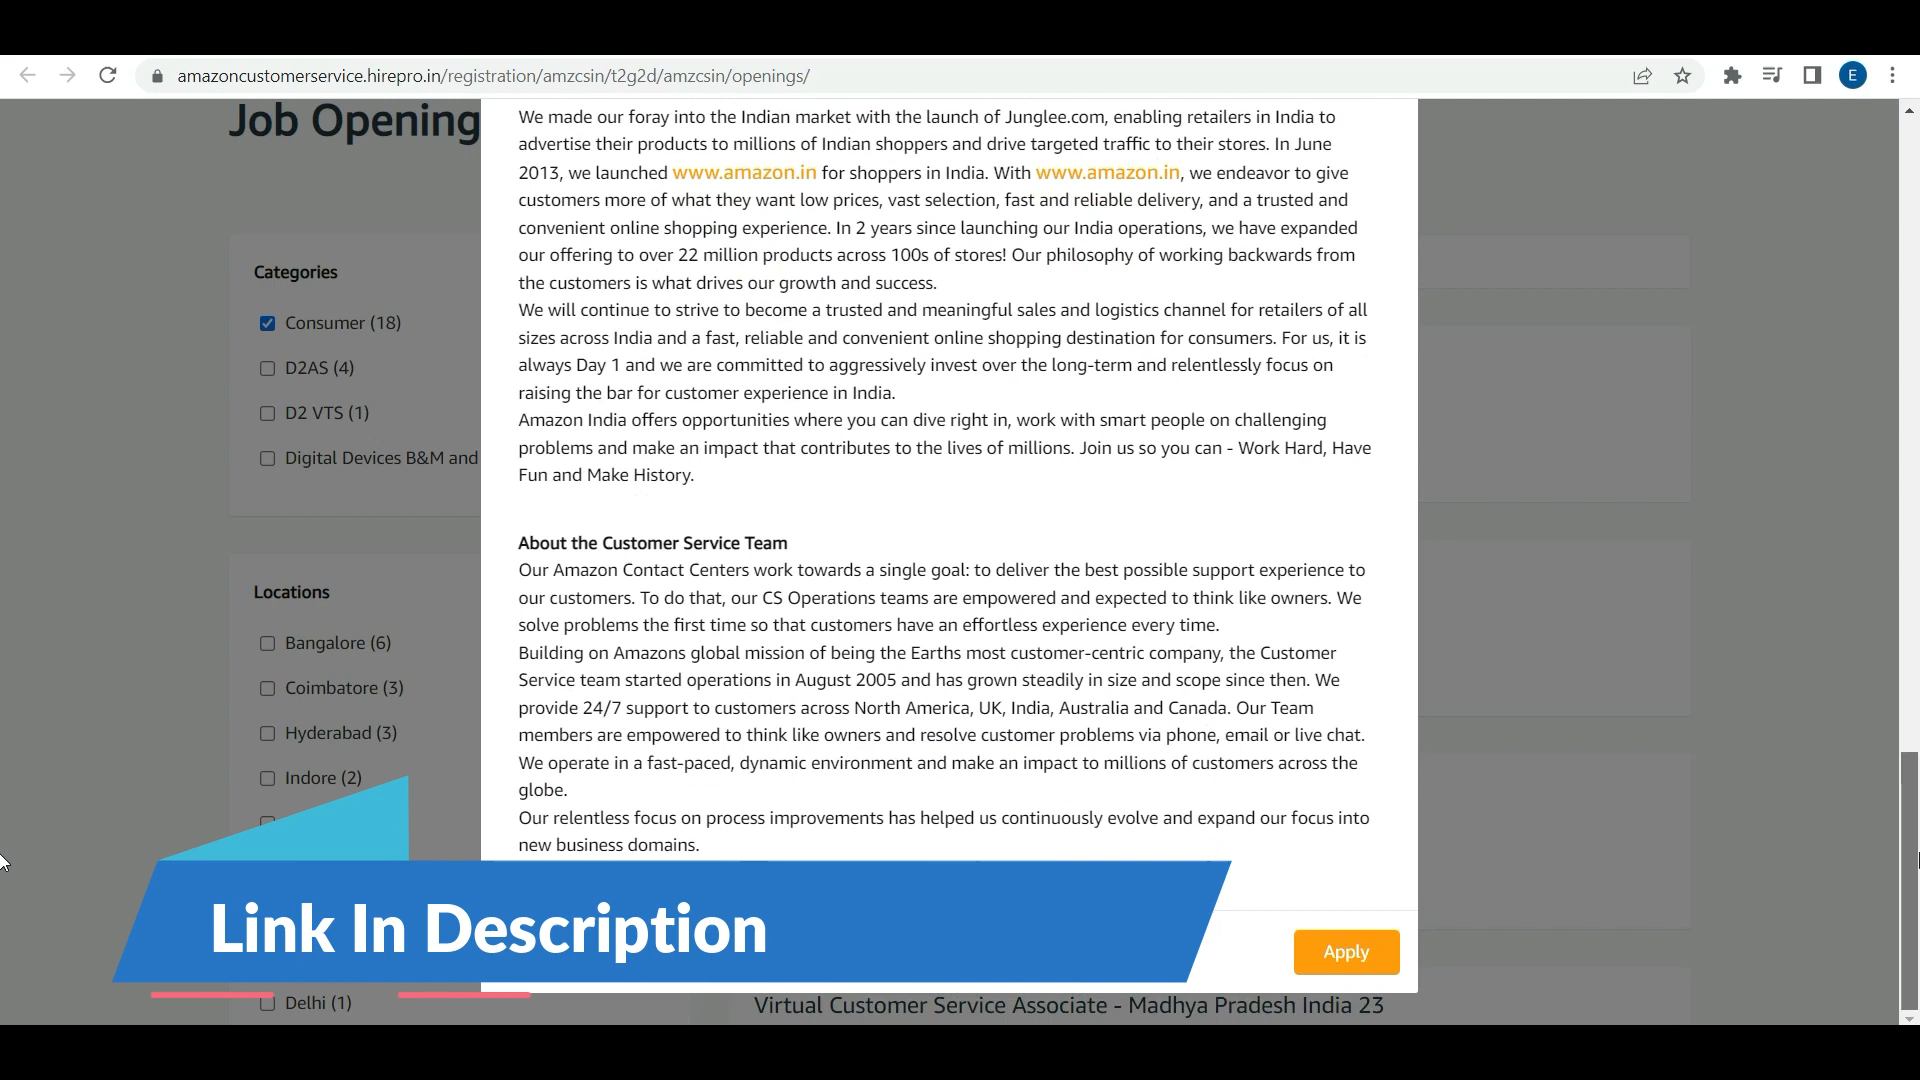 amazoncustomerservice.hirepro.in/registration/amzcsin/t2g2d/amzcsin/openings/
E
Job Opening
We made our foray into the Indian market with the launch of Junglee.com, enabling retailers in India to
advertise their products to millions of Indian shoppers and drive targeted traffic to their stores. In June
2013, we launched www.amazon.in for shoppers in India. With www.amazon.in, we endeavor to give
customers more of what they want low prices, vast selection, fast and reliable delivery, and a trusted and
convenient online shopping experience. In 2 years since launching our India operations, we have expanded
our offering to over 22 million products across 100s of stores! Our philosophy of working backwards from
the customers is what drives our growth and success.
We will continue to strive to become a trusted and meaningful sales and logistics channel for retailers of all
sizes across India and a fast, reliable and convenient online shopping destination for consumers. For us, it is
always Day 1 and we are committed to aggressively invest over the long-term and relentlessly focus on
raising the bar for customer experience in India.
Amazon India offers opportunities where you can dive right in, work with smart people on challenging
problems and make an impact that contributes to the lives of millions. Join us so you can - Work Hard, Have
Fun and Make History.
About the Customer Service Team
Our Amazon Contact Centers work towards a single goal: to deliver the best possible support experience to
our customers. To do that, our CS Operations teams are empowered and expected to think like owners. We
solve problems the first time so that customers have an effortless experience every time.
Building on Amazons global mission of being the Earths most customer-centric company, the Customer
Service team started operations in August 2005 and has grown steadily in size and scope since then. We
provide 24/7 support to customers across North America, UK, India, Australia and Canada. Our Team
members are empowered to think like owners and resolve customer problems via phone, email or live chat.
We operate in a fast-paced, dynamic environment and make an impact to millions of customers across the
globe.
Our relentless focus on process improvements has helped us continuously evolve and expand our focus into
new business domains.
Categories
Consumer (18)
D2AS (4)
D2 VTS (1)
Digital Devices B&M and
Locations
Bangalore (6)
Coimbatore (3)
Hyderabad (3)
Indore (2)
Link In Description
Apply
Delhi (1)
Virtual Customer Service Associate - Madhya Pradesh India 23